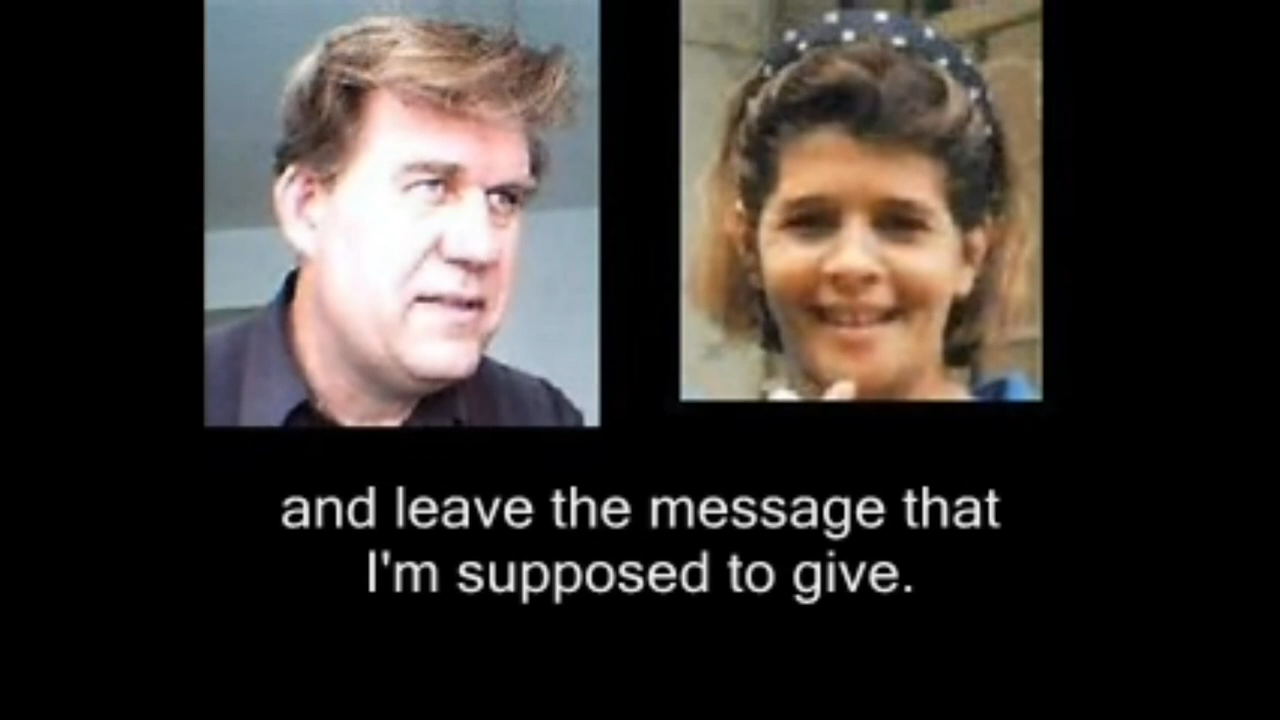 and leave the message that
I'm supposed to give.